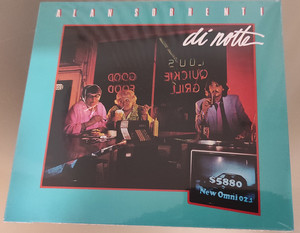 ALAN SORRENTI
di notte
LOU'S
QUICKIE
GRILL
GOOD
FOOD
S5880
New Omni 02.3